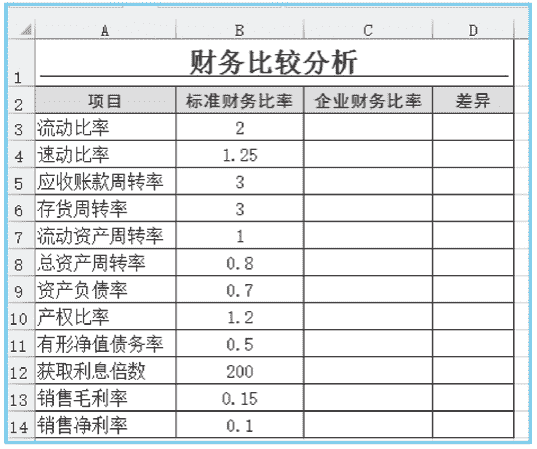 A B C D
1 财务比较分析
2 项目 标准财务比率 企业财务比率 差异
3 流动比率 2
4 速动比率 1.25
5 应收账款周转率 3
6 存货周转率 3
7 流动资产周转率 1
8 总资产周转率 0.8
9 资产负债率 0.7
10 产权比率 1.2
11 有形净值债务率 0.5
12 获取利息倍数 200
13 销售毛利率 0.15
14 销售净利率 0.1